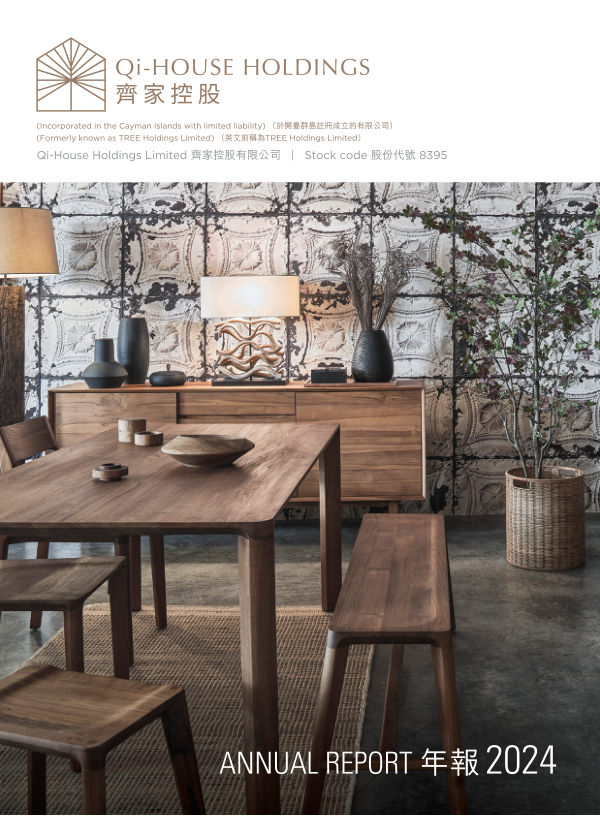 Qi-HOUSE HOLDINGS
齊家控股
(Incorporated in the Cayman Islands with limited liability) （於開曼群島註冊成立的有限公司）
(Formerly known as TREE Holdings Limited) （英文前稱為TREE Holdings Limited）
Qi-House Holdings Limited 齊家控股有限公司 | Stock code 股份代號 8395
ANNUAL REPORT 年報 2024